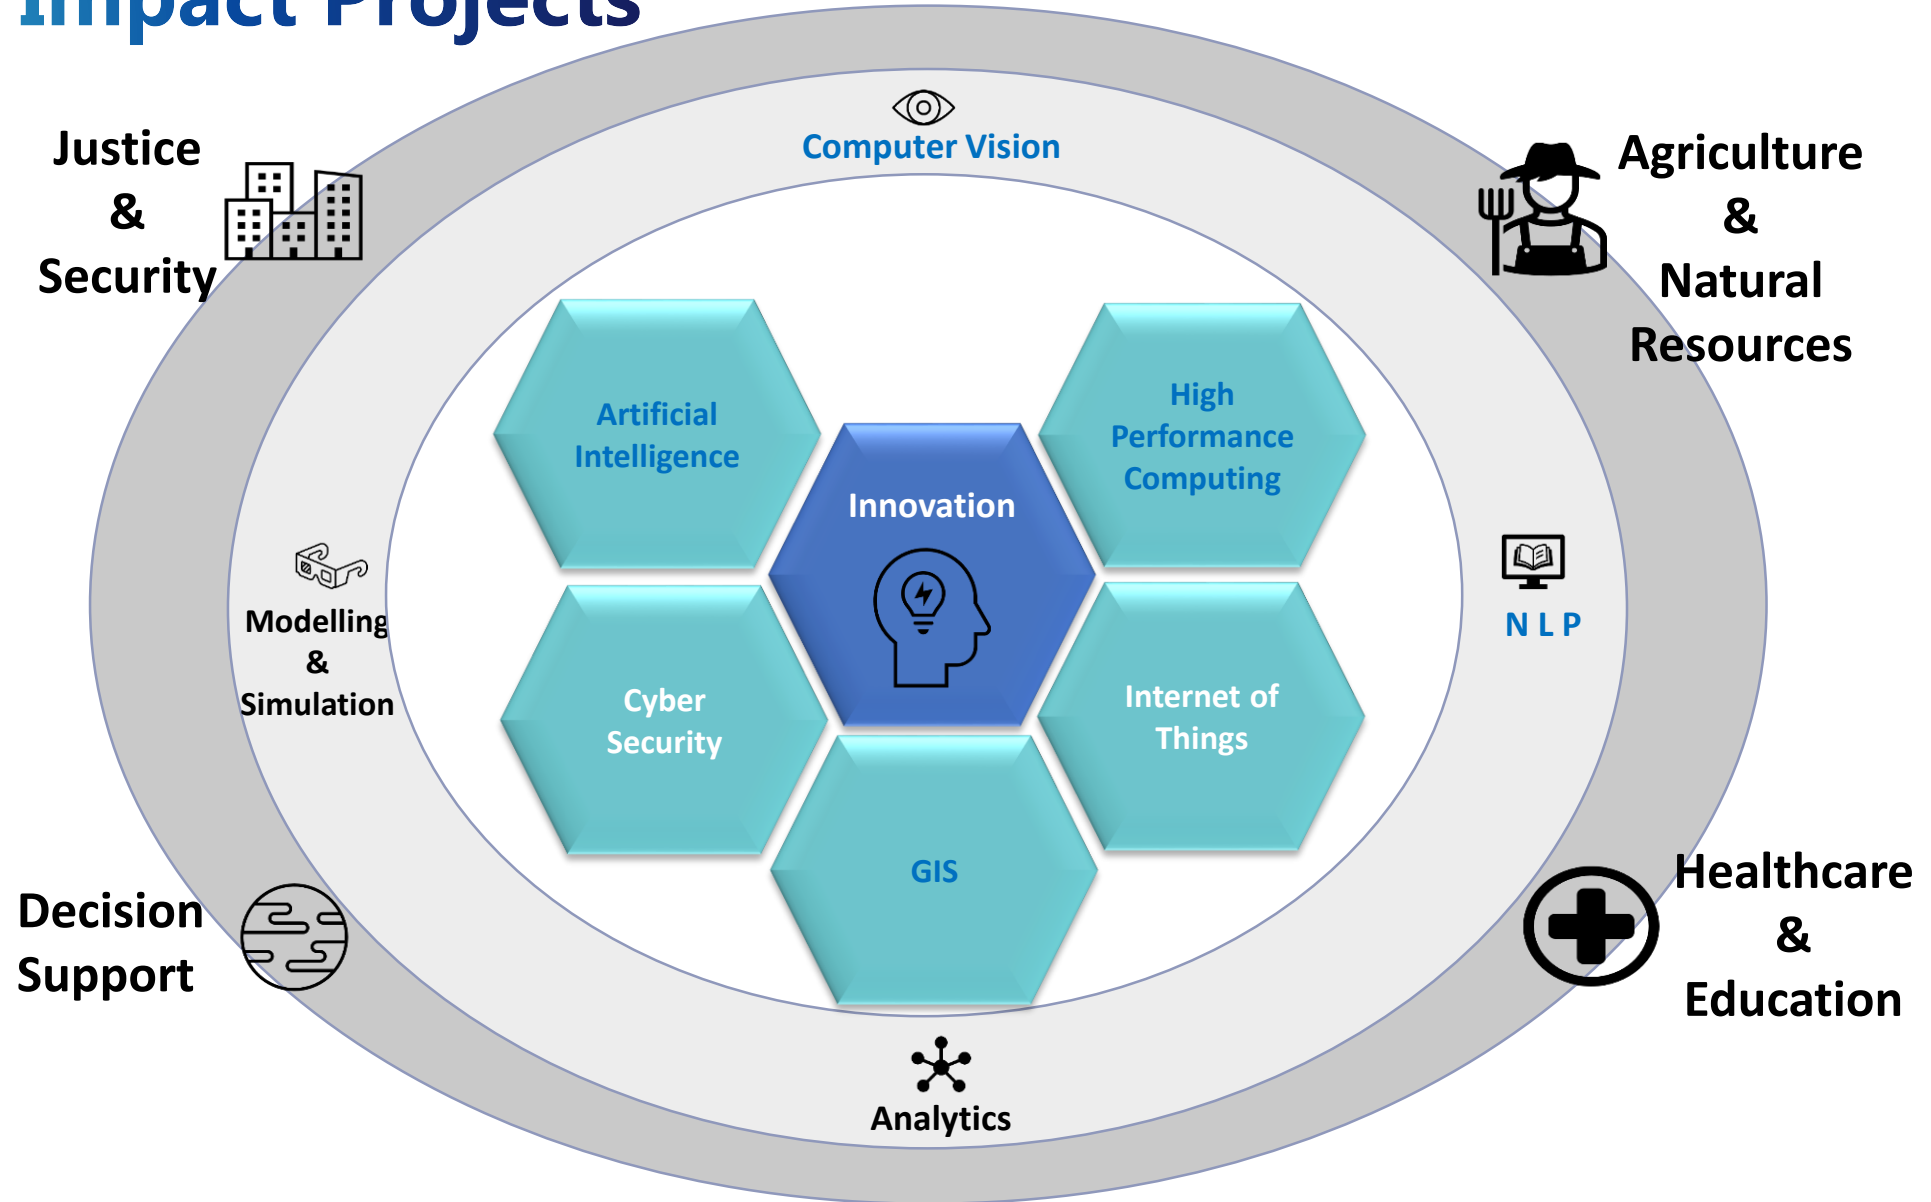 Impact Projects
Computer Vision
Justice
&
Security
Agriculture
&
Natural
Resources
Artificial
Intelligence
High
Performance
Computing
Innovation
Modelling
&
Simulation
N L P
Cyber
Security
Internet of
Things
GIS
Decision
Support
Healthcare
&
Education
Analytics